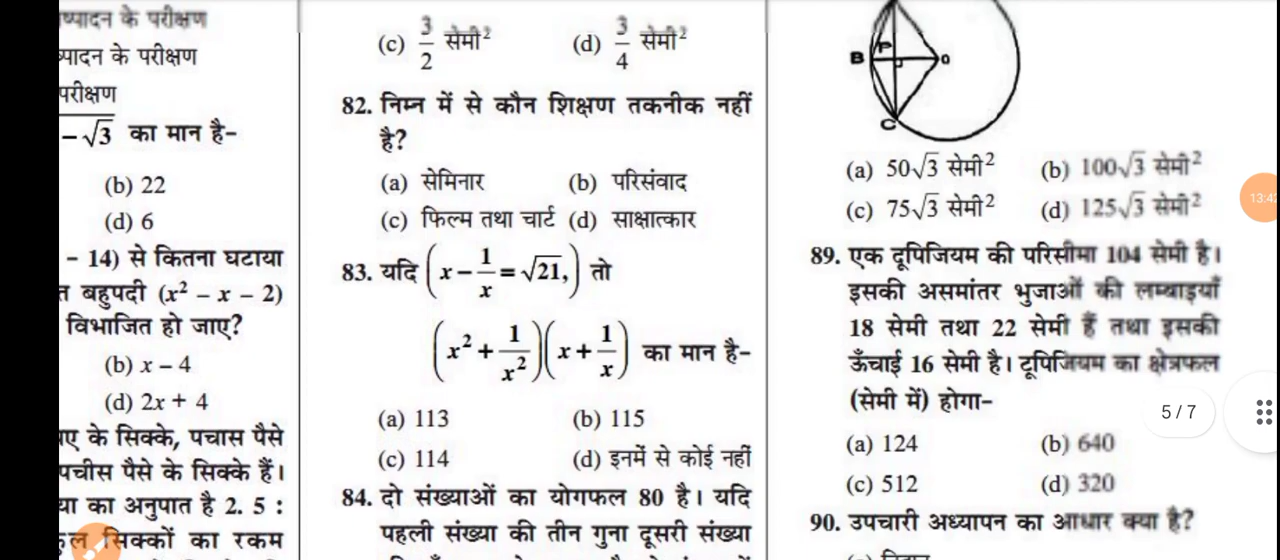 ष्पादन के परीक्षण
ष्पादन के परीक्षण
परीक्षण
− √3 का मान है-
(b) 22
(d) 6
− 14) से कितना घटाया
त बहुपदी (x² − x − 2)
विभाजित हो जाए?
(b) x − 4
(d) 2x + 4
पए के सिक्के, पचास पैसे
पचीस पैसे के सिक्के हैं।
या का अनुपात है 2. 5 :
कुल सिक्कों का रकम
(c) 3/2 सेमी² (d) 3/4 सेमी²
82. निम्न में से कौन शिक्षण तकनीक नहीं
है?
(a) सेमिनार (b) परिसंवाद
(c) फिल्म तथा चार्ट (d) साक्षात्कार
83. यदि (x − 1/x = √21,) तो
(x² + 1/x²)(x + 1/x) का मान है-
(a) 113 (b) 115
(c) 114 (d) इनमें से कोई नहीं
84. दो संख्याओं का योगफल 80 है। यदि
पहली संख्या की तीन गुना दूसरी संख्या
B P O
C
(a) 50√3 सेमी² (b) 100√3 सेमी²
(c) 75√3 सेमी² (d) 125√3 सेमी²
89. एक दूपिजियम की परिसीमा 104 सेमी है।
इसकी असमांतर भुजाओं की लम्बाइयाँ
18 सेमी तथा 22 सेमी हैं तथा इसकी
ऊँचाई 16 सेमी है। टूपिजियम का क्षेत्रफल
(सेमी में) होगा-
(a) 124 (b) 640
(c) 512 (d) 320
90. उपचारी अध्यापन का आधार क्या है?
5 / 7